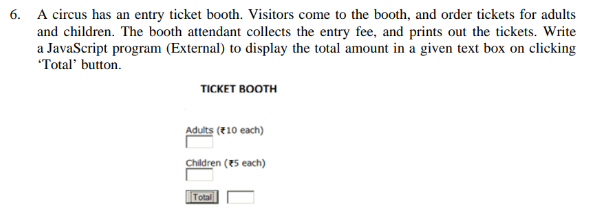 6. A circus has an entry ticket booth. Visitors come to the booth, and order tickets for adults
and children. The booth attendant collects the entry fee, and prints out the tickets. Write
a JavaScript program (External) to display the total amount in a given text box on clicking
‘Total’ button.
TICKET BOOTH
Adults (₹10 each)
Children (₹5 each)
Total